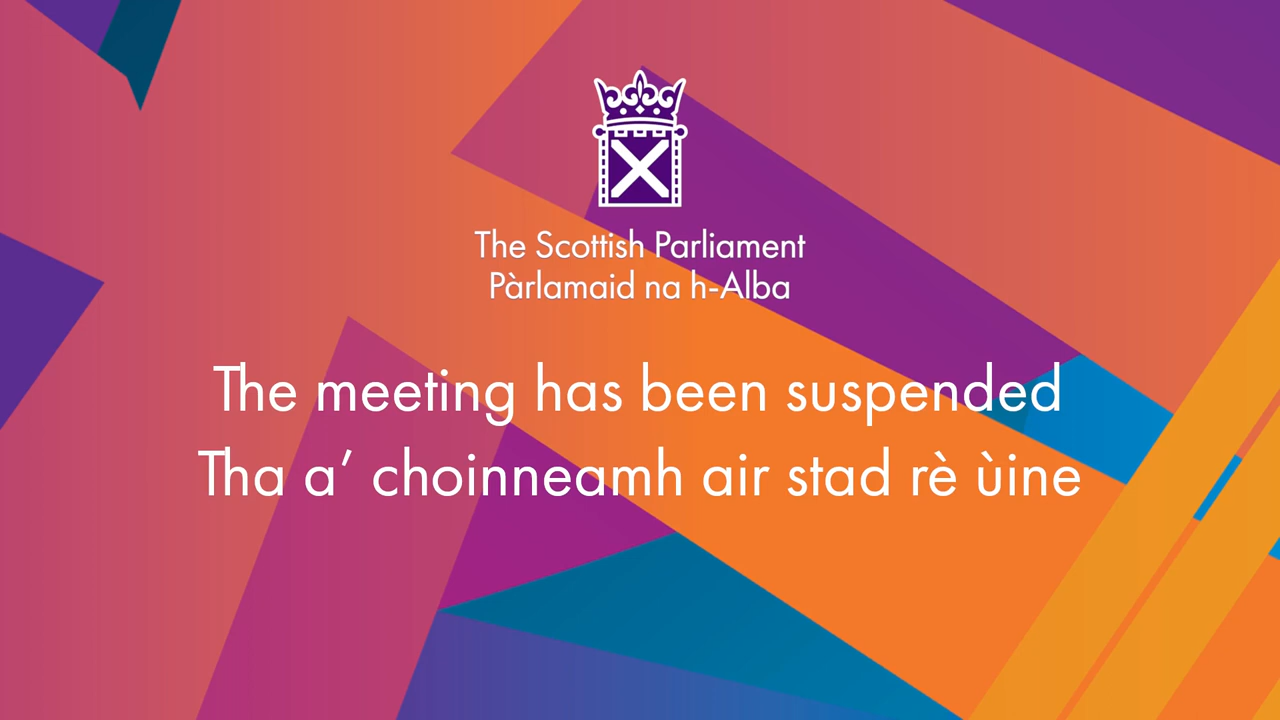 The Scottish Parliament
Pàrlamaid na h-Alba
The meeting has been suspended
Tha a’ choinneamh air stad rè ùine